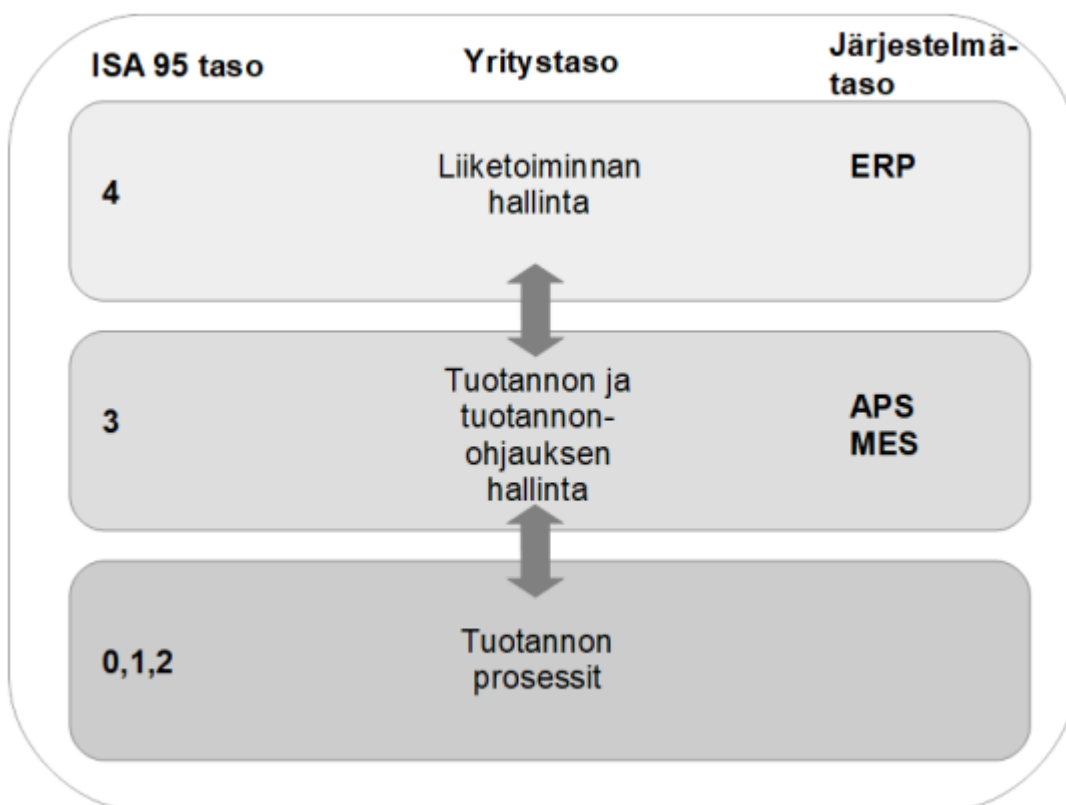 ISA 95 taso
Yritystaso
Järjestelmä-
taso
4
Liiketoiminnan
hallinta
ERP
3
Tuotannon ja
tuotannon-
ohjauksen
hallinta
APS
MES
0,1,2
Tuotannon
prosessit